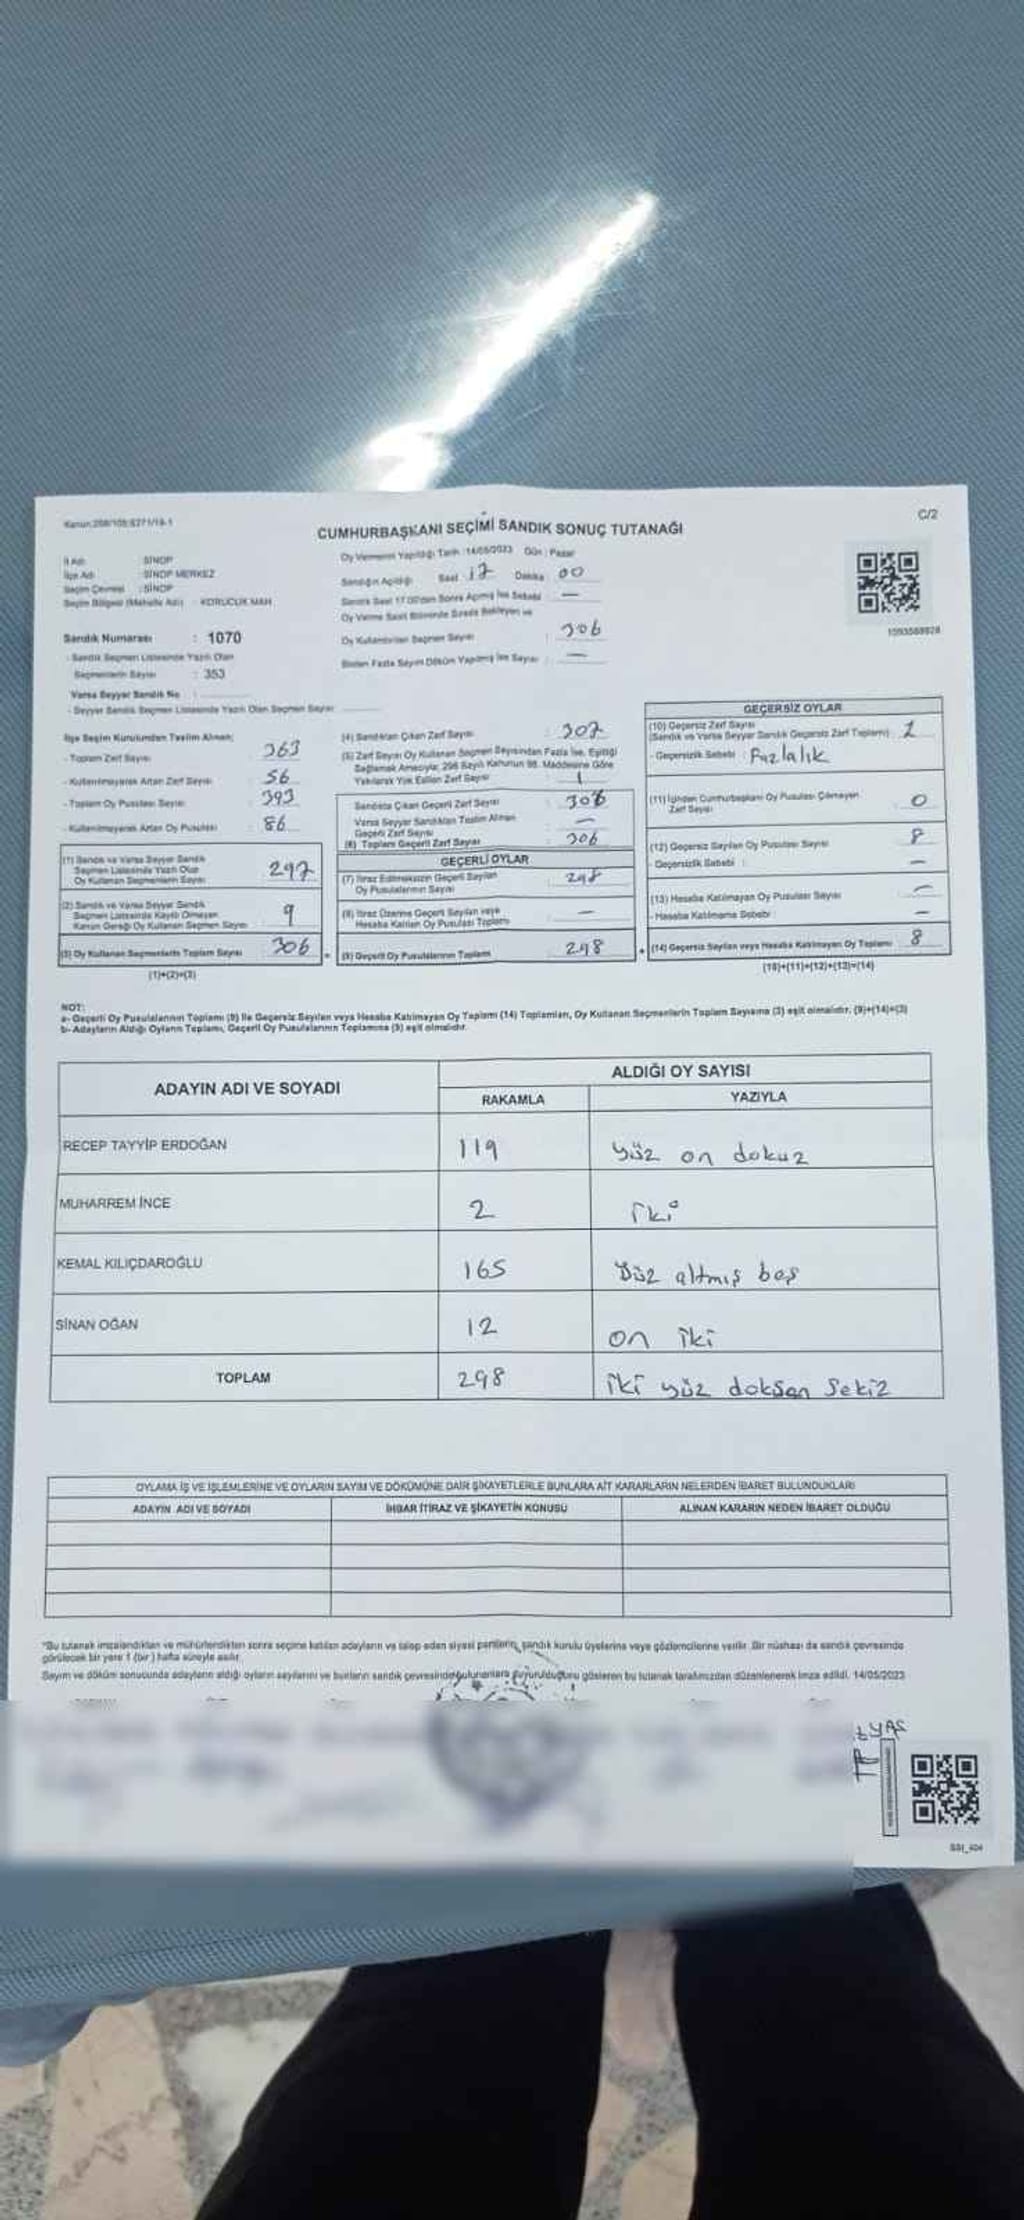 C/2
CUMHURBAŞKANI SEÇİMİ SANDIK SONUÇ TUTANAĞI
İl Adı : SİNOP
İlçe Adı : SİNOP MERKEZ
Seçim Çevresi : SİNOP
Seçim Bölgesi (Mahalle Adı) : KORUCUK MAH
Sandık Numarası : 1070
- Sandık Seçmen Listesinde Yazılı Olan
Seçmenlerin Sayısı : 353
Varsa Seyyar Sandık No :
- Seyyar Sandık Seçmen Listesinde Yazılı Olan Seçmen Sayısı
Oy Vermenin Yapıldığı Tarih : 14/05/2023 Gün : Pazar
Sandığın Açıldığı Saat 17 Dakika 00
Sandık Saat 17.00'den Sonra Açılmış İse Sebebi —
Oy Verme Saati Bitiminde Sırada Bekleyen ve
Oy Kullandırılan Seçmen Sayısı : 306
Birden Fazla Sayım Döküm Yapılmış İse Sayısı : —
İlçe Seçim Kurulundan Teslim Alınan;
- Toplam Zarf Sayısı : 363
- Kullanılmayarak Artan Zarf Sayısı : 56
- Toplam Oy Pusulası Sayısı : 393
- Kullanılmayarak Artan Oy Pusulası : 86
(1) Sandık ve Varsa Seyyar Sandık
Seçmen Listesinde Yazılı Olup
Oy Kullanan Seçmenlerin Sayısı 297
(2) Sandık ve Varsa Seyyar Sandık
Seçmen Listesinde Kayıtlı Olmayan
Kanun Gereği Oy Kullanan Seçmen Sayısı 9
(3) Oy Kullanan Seçmenlerin Toplam Sayısı 306
(1)+(2)=(3)
(4) Sandıktan Çıkan Zarf Sayısı : 307
(5) Zarf Sayısı Oy Kullanan Seçmen Sayısından Fazla İse, Eşitliği
Sağlamak Amacıyla; 298 Sayılı Kanunun 98. Maddesine Göre
Yakılarak Yok Edilen Zarf Sayısı : 1
Sandıkta Çıkan Geçerli Zarf Sayısı : 306
Varsa Seyyar Sandıktan Teslim Alınan
Geçerli Zarf Sayısı —
(6) Toplam Geçerli Zarf Sayısı : 306
GEÇERLİ OYLAR
(7) İtiraz Edilmeksizin Geçerli Sayılan
Oy Pusulalarının Sayısı 298
(8) İtiraz Üzerine Geçerli Sayılan veya
Hesaba Katılan Oy Pusulası Toplamı —
(9) Geçerli Oy Pusulalarının Toplamı 298
GEÇERSİZ OYLAR
(10) Geçersiz Zarf Sayısı
(Sandık ve Varsa Seyyar Sandık Geçersiz Zarf Toplamı)
- Geçersizlik Sebebi : Fazlalık
(11) İçinden Cumhurbaşkanı Oy Pusulası Çıkmayan
Zarf Sayısı : 0
(12) Geçersiz Sayılan Oy Pusulası Sayısı : 8
- Geçersizlik Sebebi : —
(13) Hesaba Katılmayan Oy Pusulası Sayısı —
- Hesaba Katılmama Sebebi : —
(14) Geçersiz Sayılan veya Hesaba Katılmayan Oy Toplamı 8
(10)+(11)+(12)+(13)=(14)
NOT:
a- Geçerli Oy Pusulalarının Toplamı (9) ile Geçersiz Sayılan veya Hesaba Katılmayan Oy Toplamı (14) Toplamları, Oy Kullanan Seçmenlerin Toplam Sayısına (3) eşit olmalıdır. (9)+(14)=(3)
b- Adayların Aldığı Oyların Toplamı, Geçerli Oy Pusulalarının Toplamına (9) eşit olmalıdır.
ADAYIN ADI VE SOYADI
ALDIĞI OY SAYISI
RAKAMLA YAZIYLA
RECEP TAYYİP ERDOĞAN 119 yüz on dokuz
MUHARREM İNCE 2 iki
KEMAL KILIÇDAROĞLU 165 yüz altmış beş
SİNAN OĞAN 12 on iki
TOPLAM 298 iki yüz doksan sekiz
OYLAMA İŞ VE İŞLEMLERİNE VE OYLARIN SAYIM VE DÖKÜMÜNE DAİR ŞİKAYETLERLE BUNLARA AİT KARARLARIN NELERDEN İBARET BULUNDUKLARI
ADAYIN ADI VE SOYADI İHBAR İTİRAZ VE ŞİKAYETİN KONUSU ALINAN KARARIN NEDEN İBARET OLDUĞU
*Bu tutanak imzalandıktan ve mühürlendikten sonra seçime katılan adayların ve talep eden siyasi partilerin, sandık kurulu üyelerine veya gözlemcilerine verilir. Bir nüshası da sandık çevresinde
görülecek bir yere 1 (bir) hafta süreyle asılır.
Sayım ve döküm sonucunda adayların aldığı oyların sayılarını ve bunların sandık çevresinde bulunanlara duyurulduğunu gösteren bu tutanak tarafımızdan düzenlenerek imza edildi. 14/05/2023